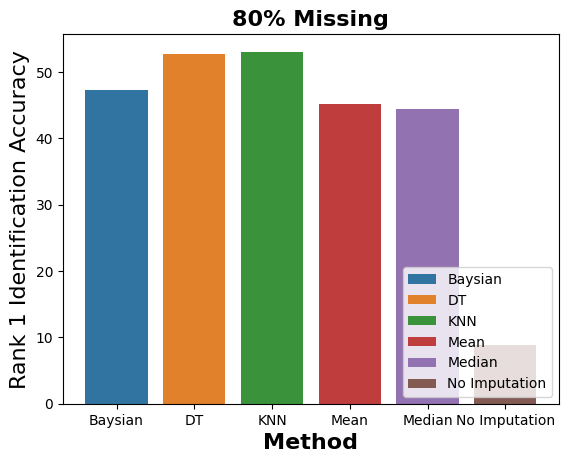 80% Missing
Rank 1 Identification Accuracy
50
40
30
20
10
0
Baysian
DT
KNN
Mean
Median
No Imputation
Baysian DT KNN Mean Median No Imputation
Method